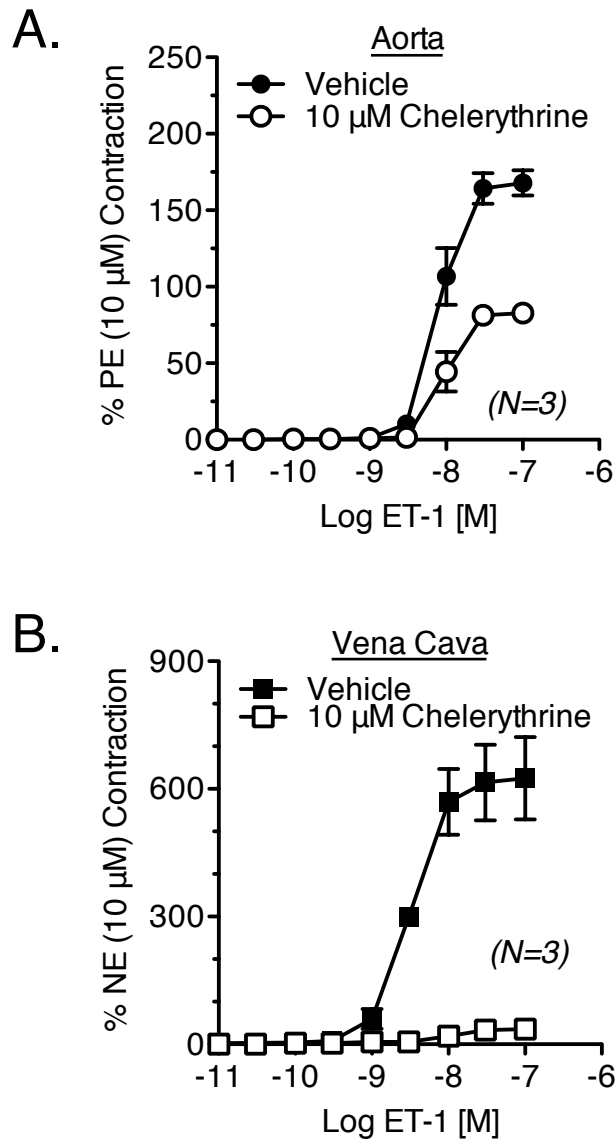 A.
Aorta
Vehicle
10 µM Chelerythrine
% PE (10 µM) Contraction
250
200
150
100
50
0
(N=3)
-11 -10 -9 -8 -7 -6
Log ET-1 [M]
B.
Vena Cava
Vehicle
10 µM Chelerythrine
% NE (10 µM) Contraction
900
600
300
0
(N=3)
-11 -10 -9 -8 -7 -6
Log ET-1 [M]